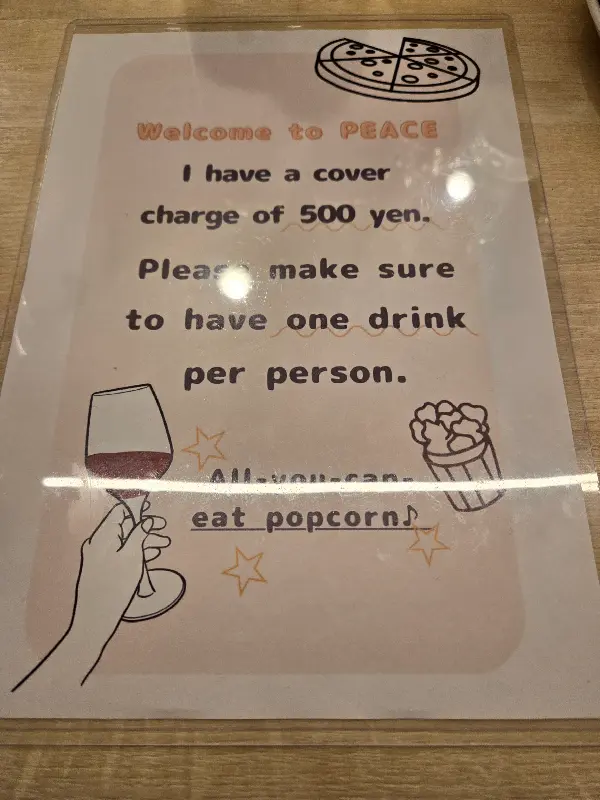 Welcome to PEACE
I have a cover
charge of 500 yen.
Please make sure
to have one drink
per person.
All-you-can-
eat popcorn♪